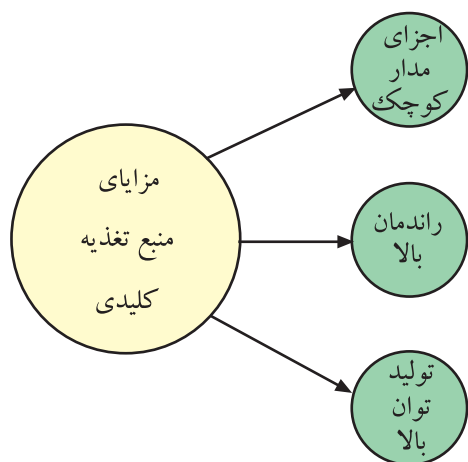 مزایای
منبع تغذیه
کلیدی
اجزای
مدار
کوچک
راندمان
بالا
تولید
توان
بالا